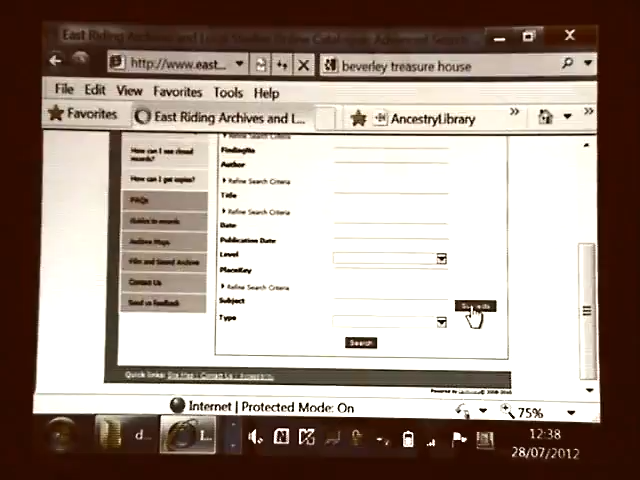 East Riding Archives and Local Studies Online Catalogue: Advanced Search
http://www.east...
beverley treasure house
File Edit View Favorites Tools Help
Favorites
East Riding Archives and L...
AncestryLibrary
Refine Search Criteria
How can I see closed records?
FindingNo
Author
How can I get copies?
Refine Search Criteria
FAQs
Title
Refine Search Criteria
Guides to records
Date
Archive Maps
Publication Date
Film and Sound Archive
Level
PlaceKey
Contact Us
Refine Search Criteria
Send us Feedback
Subject
Type
Search
Quick links: Site Map | Contact Us | Accessibility
Internet | Protected Mode: On
75%
d...
I...
12:38
28/07/2012